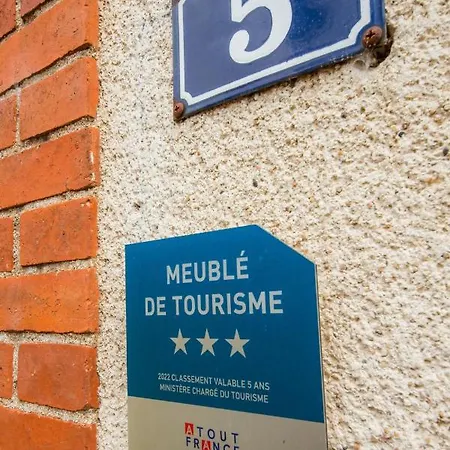 5
MEUBLÉ
DE TOURISME
2022 CLASSEMENT VALABLE 5 ANS
MINISTÈRE CHARGÉ DU TOURISME
ATOUT
FRANCE